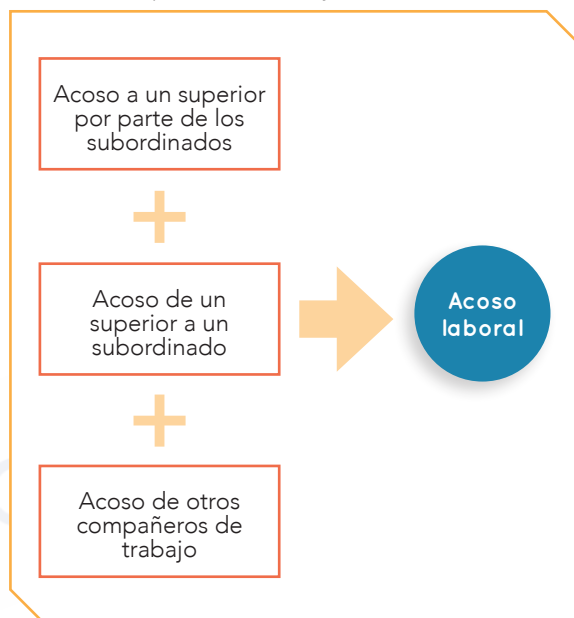 Acoso a un superior
por parte de los
subordinados
Acoso de un
superior a un
subordinado
Acoso
laboral
Acoso de otros
compañeros de
trabajo